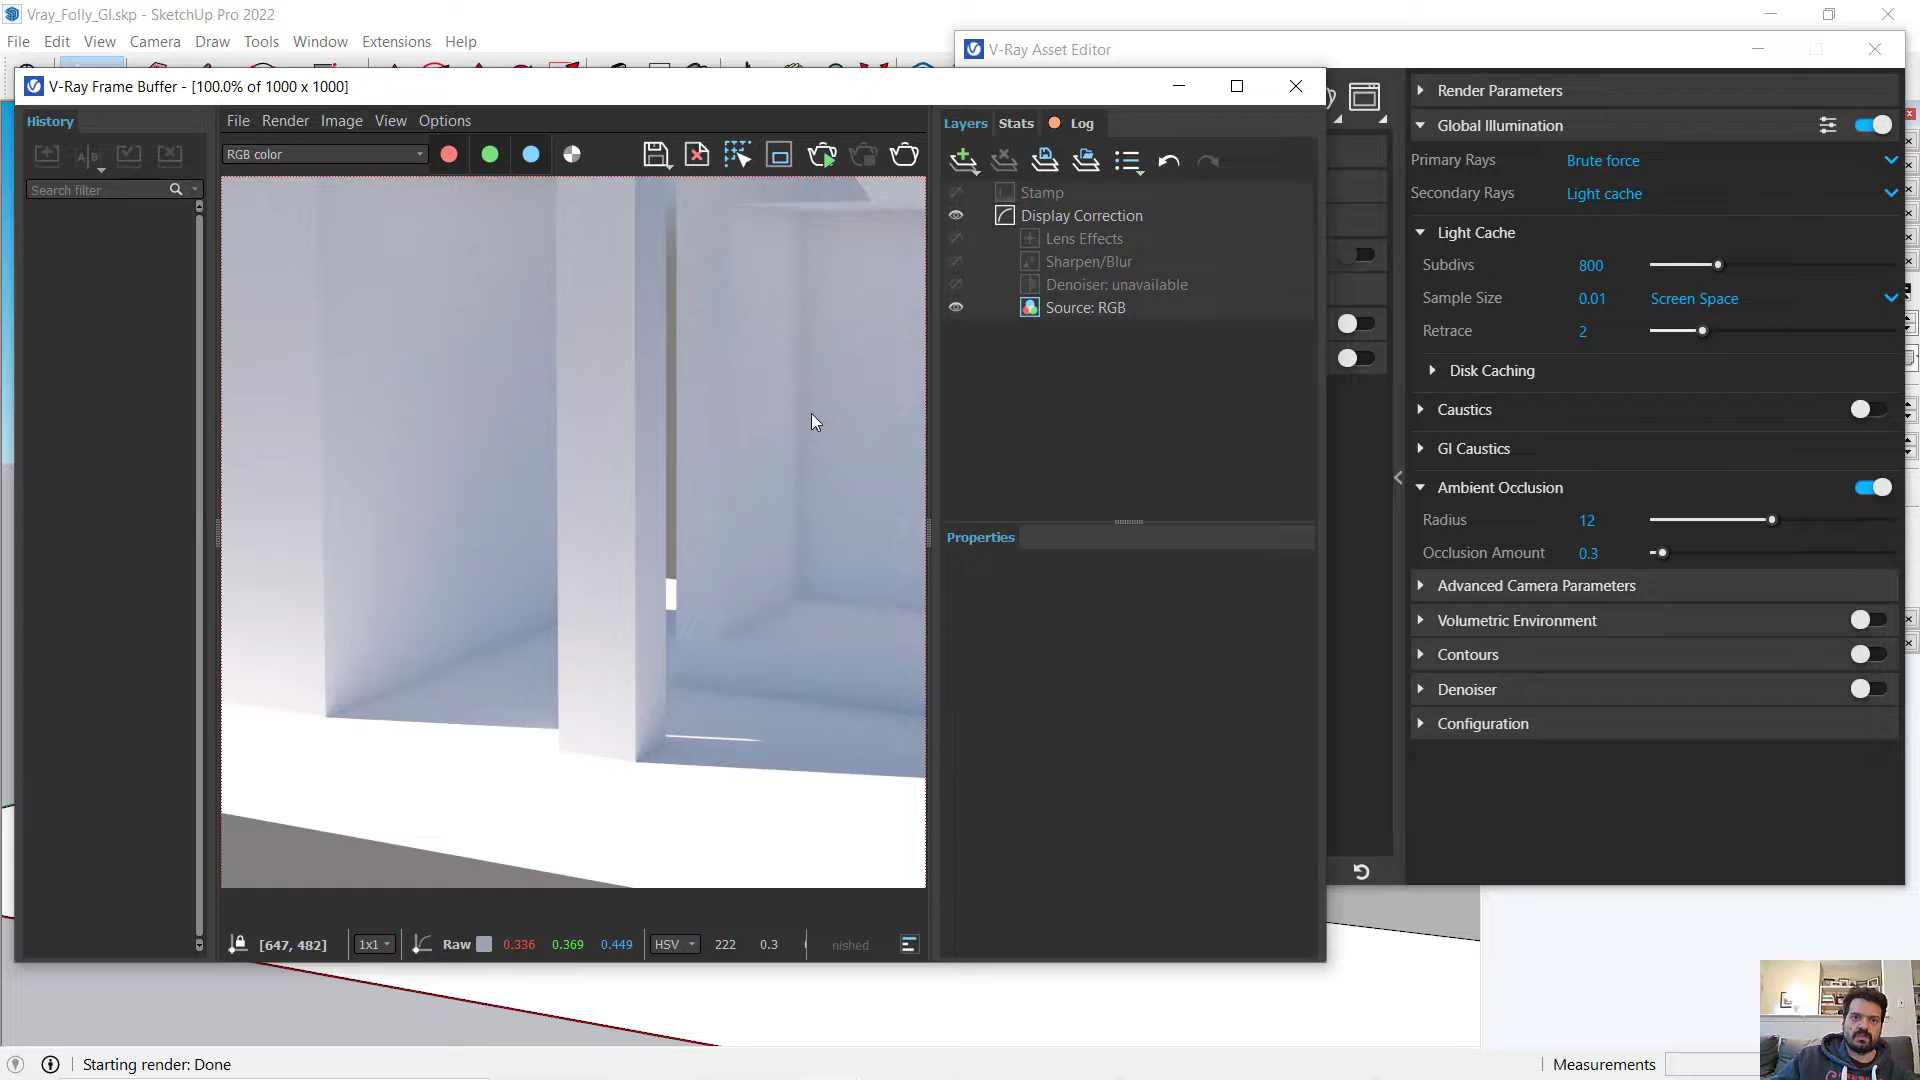 Vray_Folly_GI.skp - SketchUp Pro 2022
File Edit View Camera Draw Tools Window Extensions Help
V-Ray Asset Editor
V-Ray Frame Buffer - [100.0% of 1000 x 1000]
History
Search filter
File Render Image View Options
RGB color
Layers Stats Log
Stamp
Display Correction
Lens Effects
Sharpen/Blur
Denoiser: unavailable
Source: RGB
Properties
[647, 482] 1x1 Raw 0.336 0.369 0.449 HSV 222 0.3 nished
Render Parameters
Global Illumination
Primary Rays Brute force
Secondary Rays Light cache
Light Cache
Subdivs 800
Sample Size 0.01 Screen Space
Retrace 2
Disk Caching
Caustics
GI Caustics
Ambient Occlusion
Radius 12
Occlusion Amount 0.3
Advanced Camera Parameters
Volumetric Environment
Contours
Denoiser
Configuration
Starting render: Done
Measurements